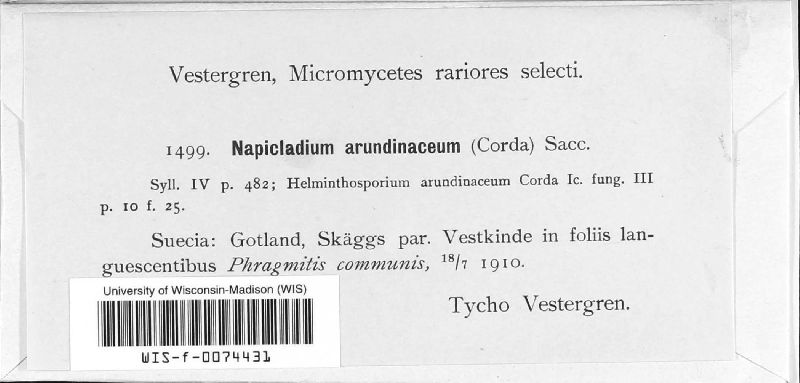 Vestergren, Micromycetes rariores selecti.
1499. Napicladium arundinaceum (Corda) Sacc.
Syll. IV p. 482; Helminthosporium arundinaceum Corda Ic. fung. III
p. 10 f. 25.
Suecia: Gotland, Skäggs par. Vestkinde in foliis lan-
guescentibus Phragmitis communis, 18/7 1910.
Tycho Vestergren.
University of Wisconsin-Madison (WIS)
WIS-f-0074431